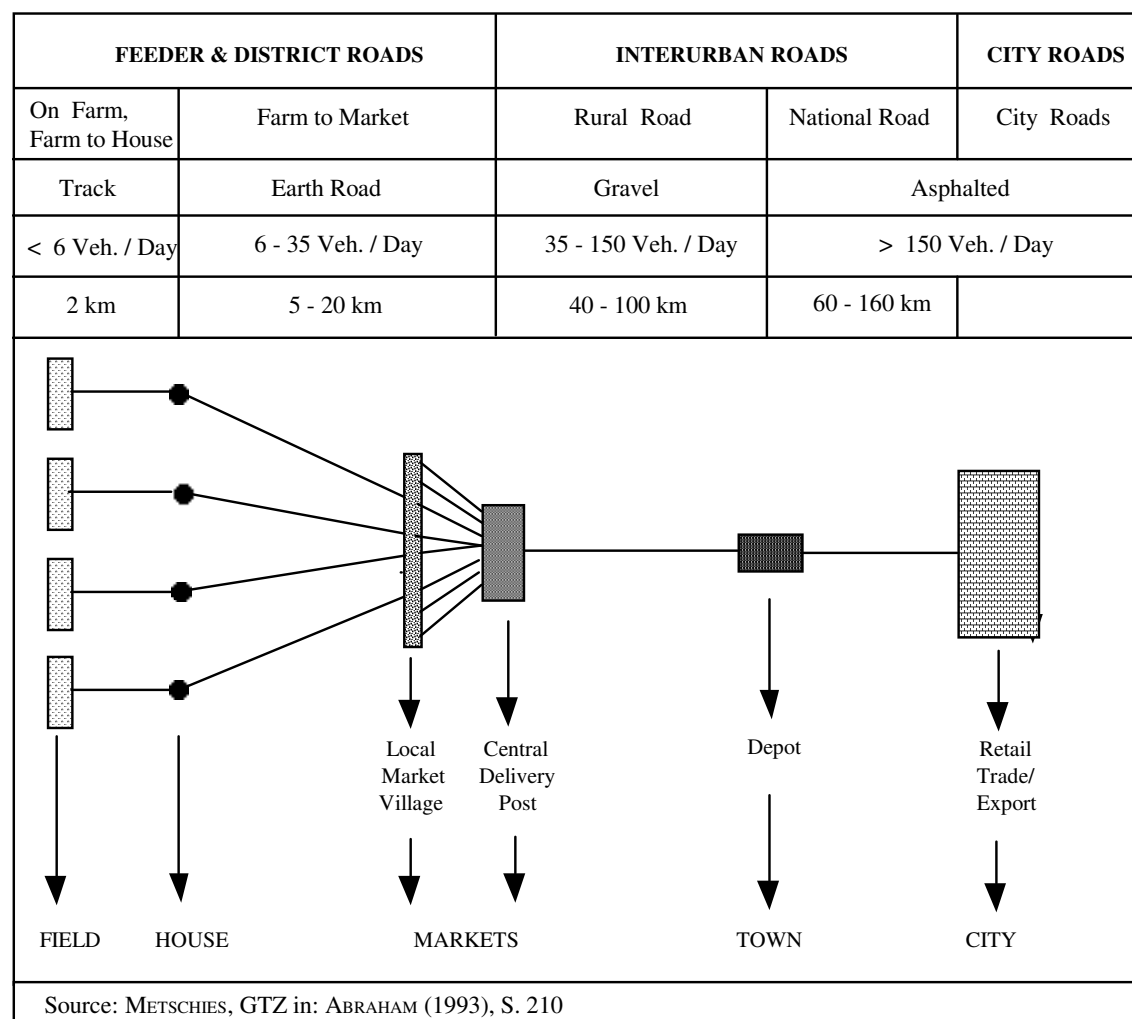 FEEDER & DISTRICT ROADS INTERURBAN ROADS CITY ROADS
On Farm,
Farm to House
Farm to Market Rural Road National Road City Roads
Track Earth Road Gravel Asphalted
< 6 Veh. / Day 6 - 35 Veh. / Day 35 - 150 Veh. / Day > 150 Veh. / Day
2 km 5 - 20 km 40 - 100 km 60 - 160 km
Local
Market
Village
Central
Delivery
Post
Depot
Retail
Trade/
Export
FIELD HOUSE MARKETS TOWN CITY
Source: METSCHIES, GTZ in: ABRAHAM (1993), S. 210